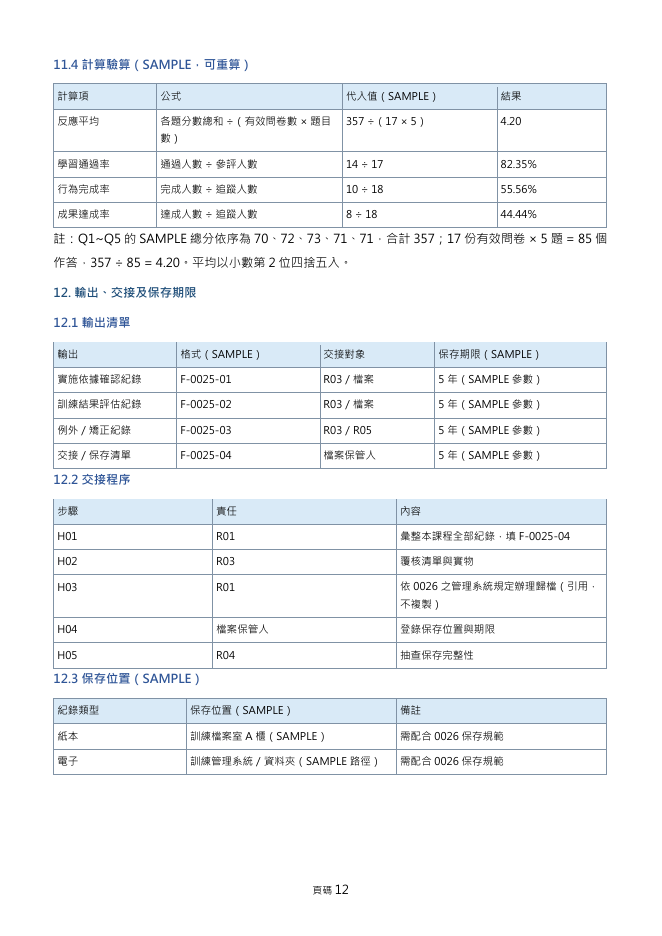 11.4 計算驗算（SAMPLE，可重算）
計算項 公式 代入值（SAMPLE） 結果
反應平均 各題分數總和 ÷（有效問卷數 × 題目數） 357 ÷（17 × 5） 4.20
學習通過率 通過人數 ÷ 參評人數 14 ÷ 17 82.35%
行為完成率 完成人數 ÷ 追蹤人數 10 ÷ 18 55.56%
成果達成率 達成人數 ÷ 追蹤人數 8 ÷ 18 44.44%
註：Q1~Q5 的 SAMPLE 總分依序為 70、72、73、71、71，合計 357；17 份有效問卷 × 5 題 = 85 個
作答，357 ÷ 85 = 4.20。平均以小數第 2 位四捨五入。
12. 輸出、交接及保存期限
12.1 輸出清單
輸出 格式（SAMPLE） 交接對象 保存期限（SAMPLE）
實施依據確認紀錄 F-0025-01 R03 / 檔案 5 年（SAMPLE 參數）
訓練結果評估紀錄 F-0025-02 R03 / 檔案 5 年（SAMPLE 參數）
例外 / 矯正紀錄 F-0025-03 R03 / R05 5 年（SAMPLE 參數）
交接 / 保存清單 F-0025-04 檔案保管人 5 年（SAMPLE 參數）
12.2 交接程序
步驟 責任 內容
H01 R01 彙整本課程全部紀錄，填 F-0025-04
H02 R03 覆核清單與實物
H03 R01 依 0026 之管理系統規定辦理歸檔（引用，不複製）
H04 檔案保管人 登錄保存位置與期限
H05 R04 抽查保存完整性
12.3 保存位置（SAMPLE）
紀錄類型 保存位置（SAMPLE） 備註
紙本 訓練檔案室 A 櫃（SAMPLE） 需配合 0026 保存規範
電子 訓練管理系統 / 資料夾（SAMPLE 路徑） 需配合 0026 保存規範
頁碼 12